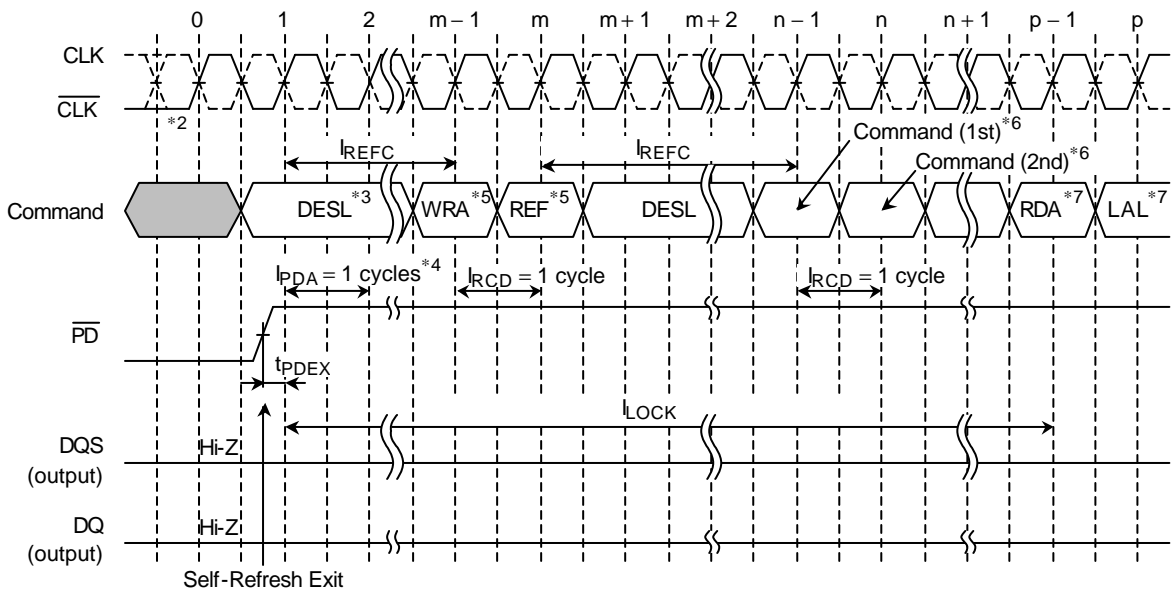 0 1 2 m – 1 m m + 1 m + 2 n – 1 n n + 1 p – 1 p
CLK
CLK
*2
Command (1st)*6
IREFC IREFC
Command (2nd)*6
Command DESL*3 WRA*5 REF*5 DESL RDA*7 LAL*7
IPDA = 1 cycles*4 IRCD = 1 cycle IRCD = 1 cycle
PD
tPDEX
ILOCK
DQS Hi-Z
(output)
DQ Hi-Z
(output)
Self-Refresh Exit